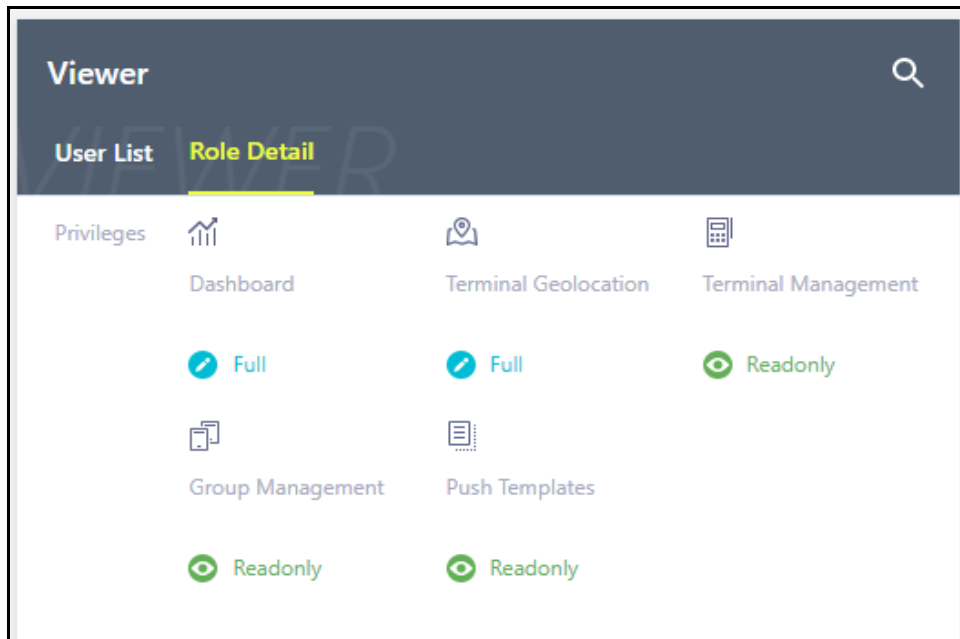 Viewer
VIEWER
User List Role Detail
Privileges
Dashboard Terminal Geolocation Terminal Management
Full Full Readonly
Group Management Push Templates
Readonly Readonly